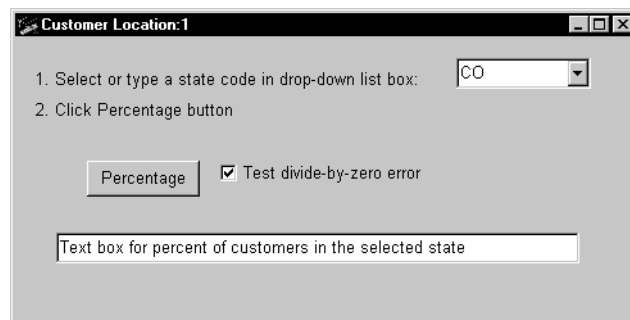 Customer Location:1
1. Select or type a state code in drop-down list box:
CO
2. Click Percentage button
Percentage
Test divide-by-zero error
Text box for percent of customers in the selected state